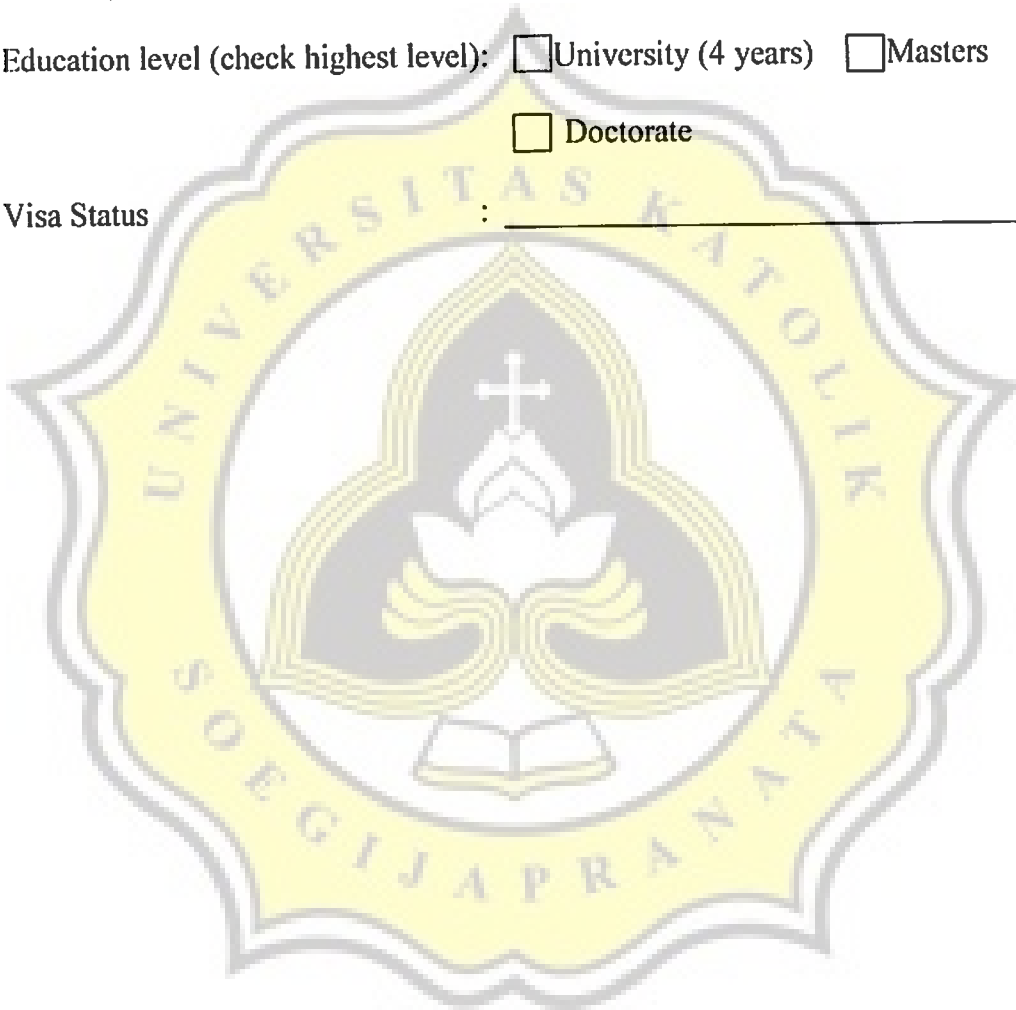 Education level (check highest level): University (4 years) Masters
Doctorate
Visa Status :
UNIVERSITAS KATOLIK
SOEGIJAPRANATA